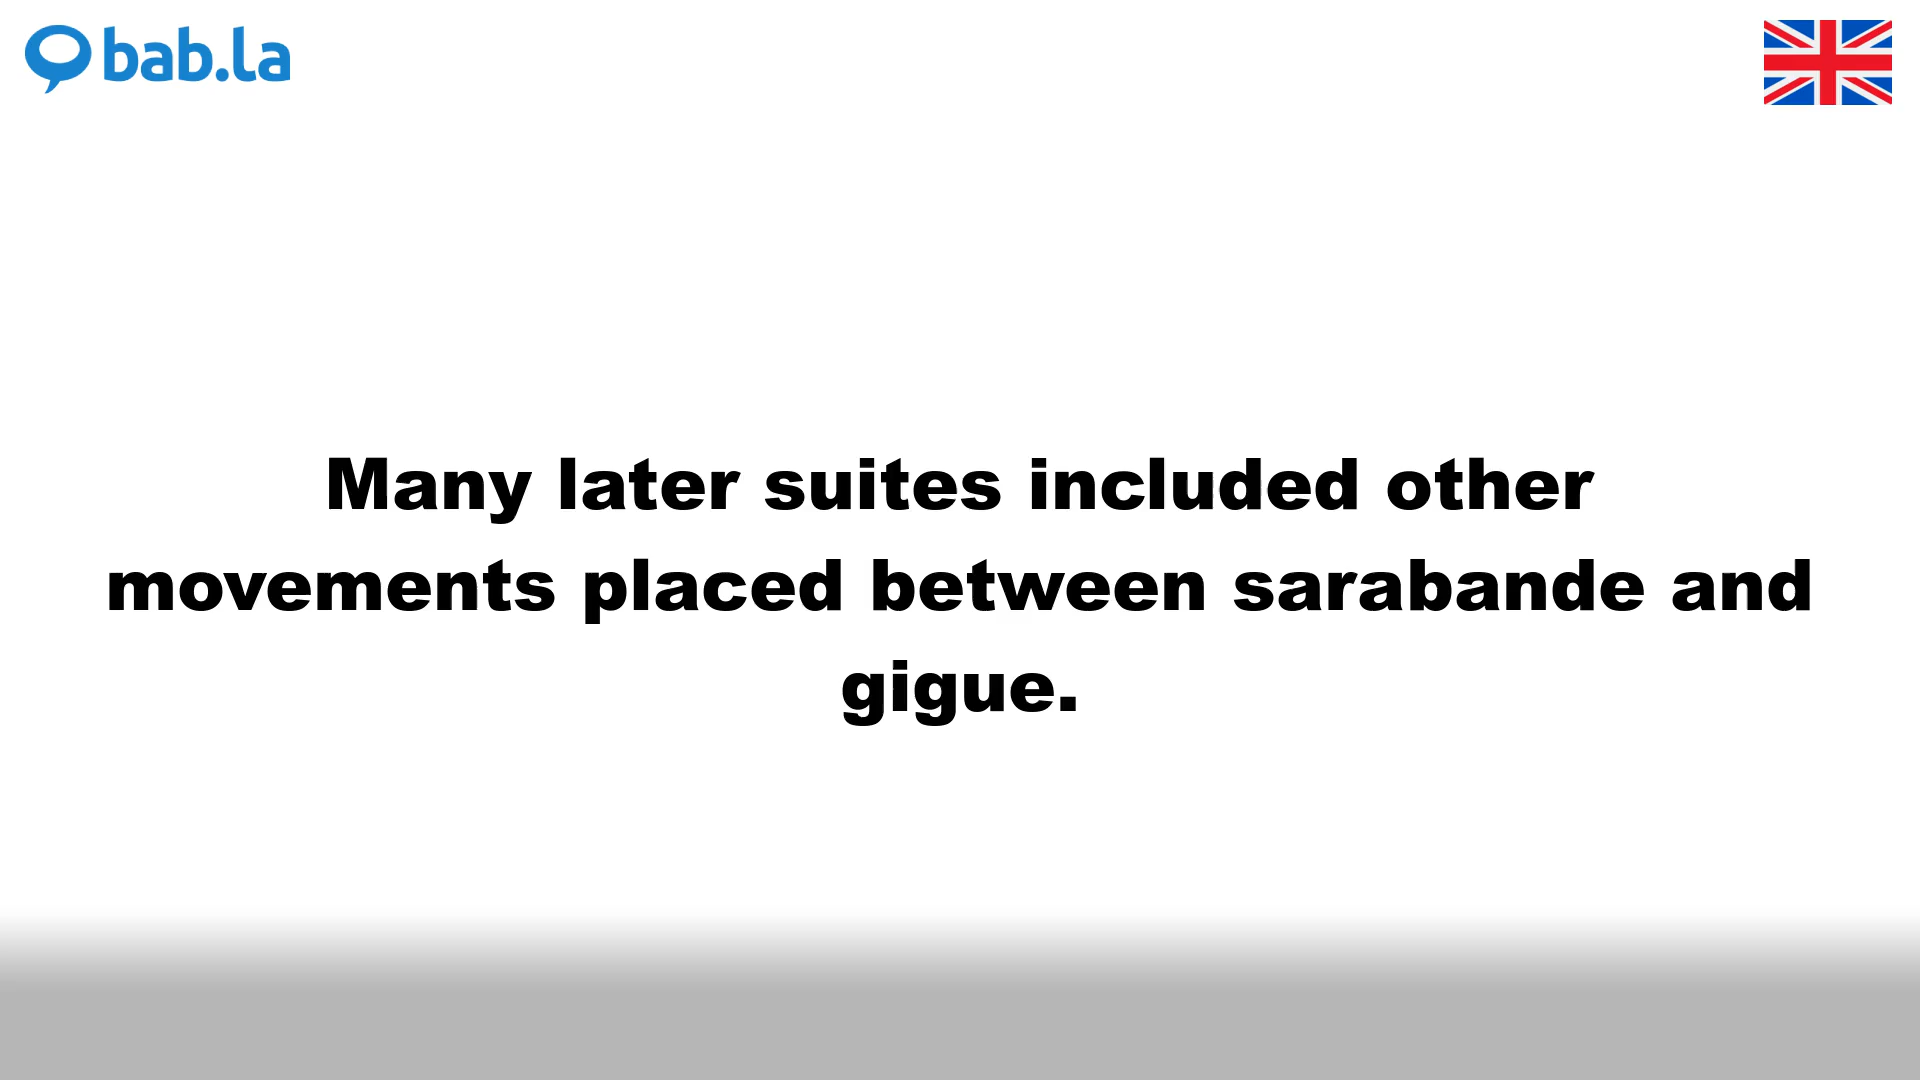 bab.la
Many later suites included other
movements placed between sarabande and
gigue.